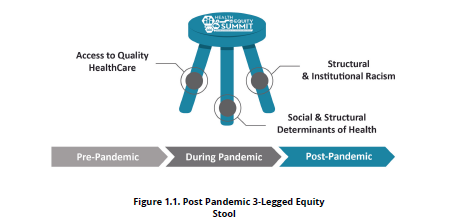 HEALTH
EQUITY
SUMMIT
Access to Quality
HealthCare
Structural
& Institutional Racism
Social & Structural
Determinants of Health
Pre-Pandemic
During Pandemic
Post-Pandemic
Figure 1.1. Post Pandemic 3-Legged Equity
Stool